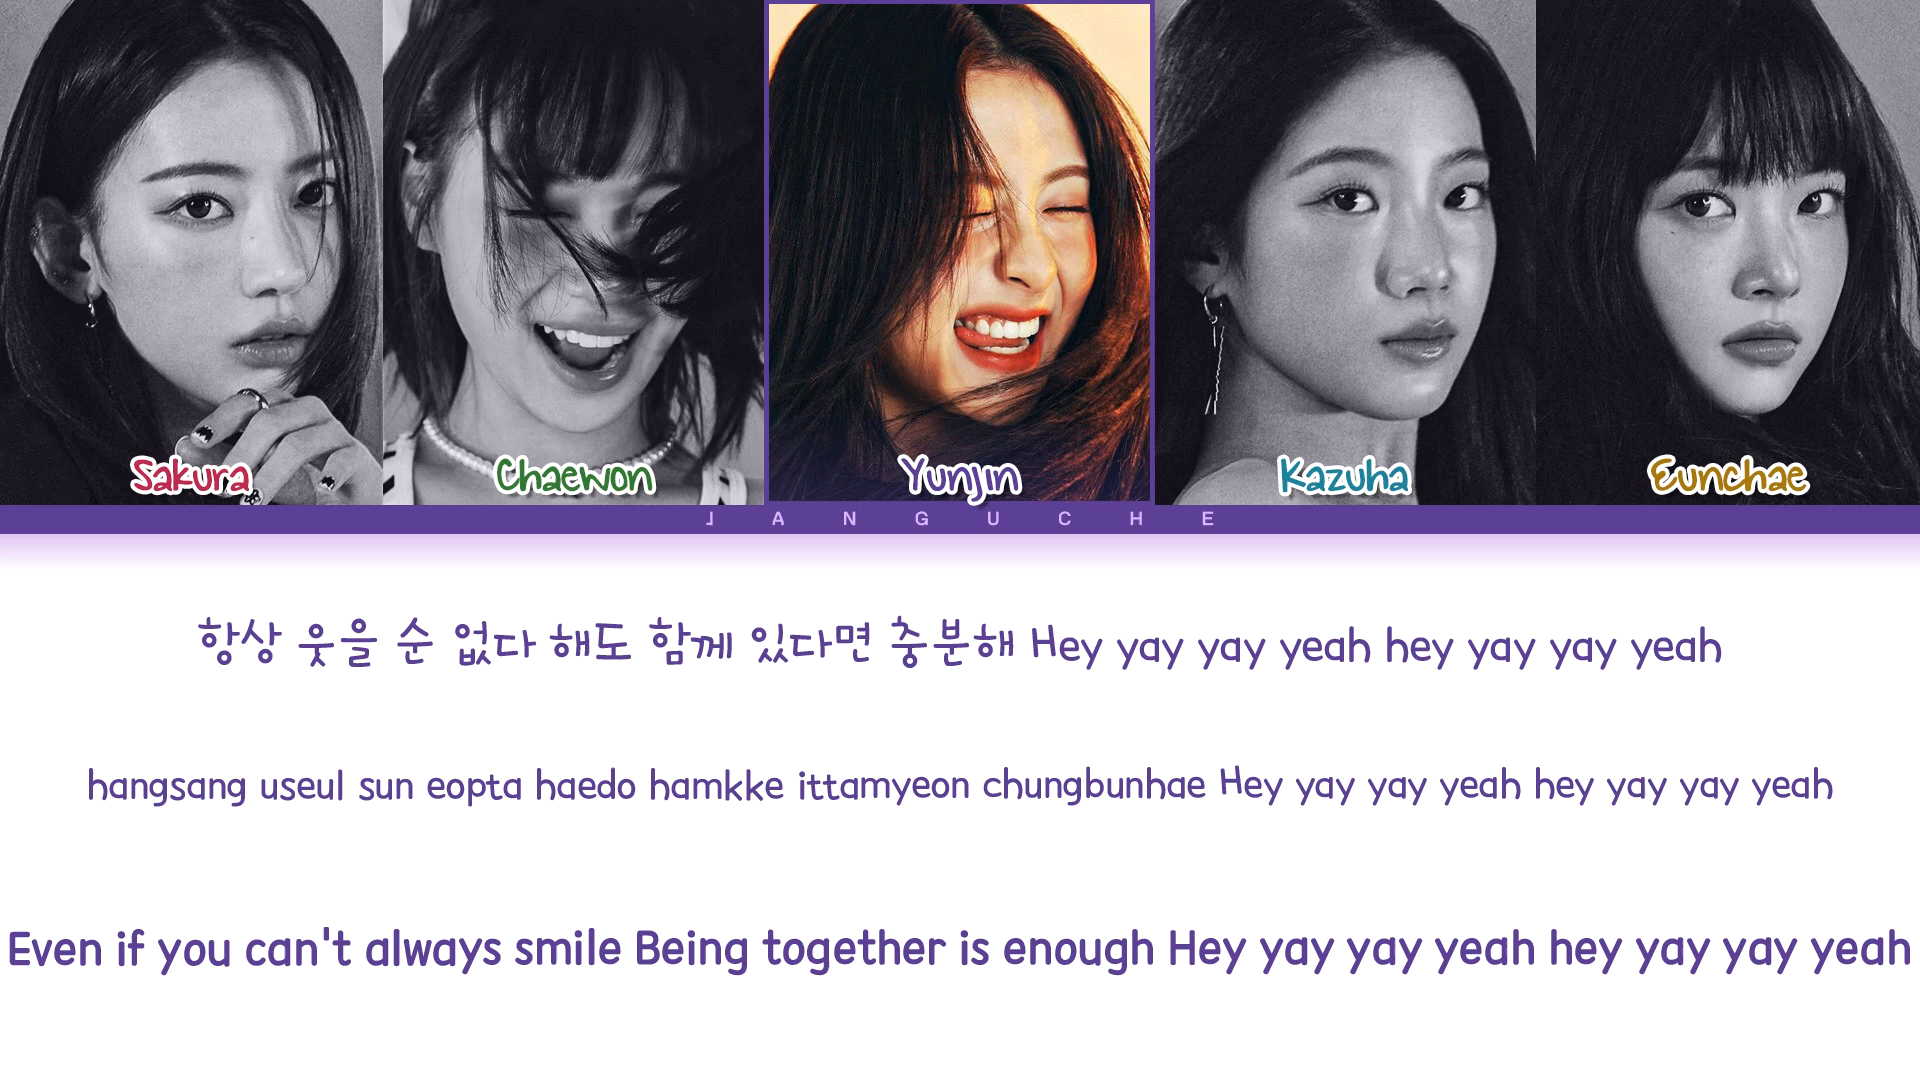 Sakura
Chaewon
Yunjin
Kazuha
Eunchae
JANGUCHE
항상 웃을 순 없다 해도 함께 있다면 충분해 Hey yay yay yeah hey yay yay yeah
hangsang useul sun eopta haedo hamkke ittamyeon chungbunhae Hey yay yay yeah hey yay yay yeah
Even if you can't always smile Being together is enough Hey yay yay yeah hey yay yay yeah